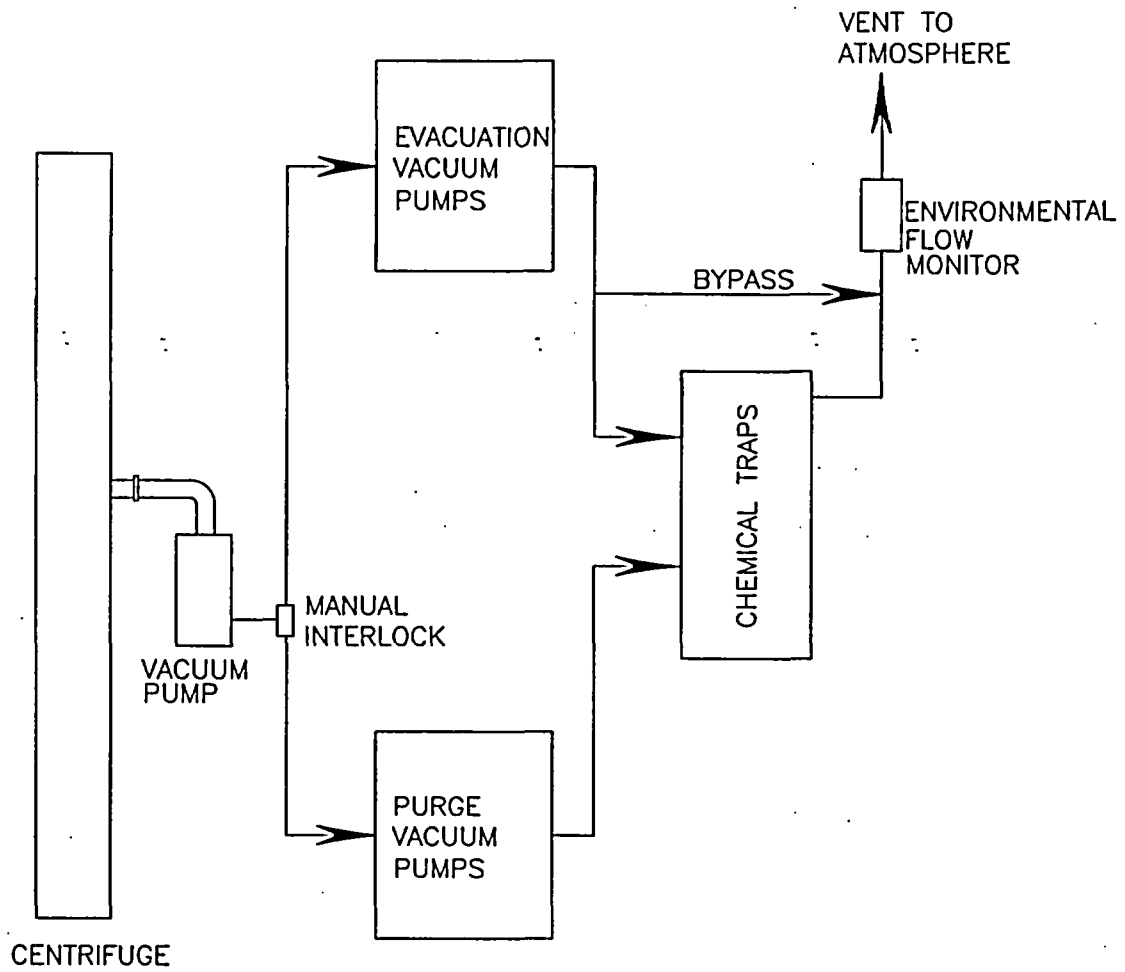 VENT TO
ATMOSPHERE
EVACUATION
VACUUM
PUMPS
ENVIRONMENTAL
FLOW
MONITOR
BYPASS
CHEMICAL TRAPS
MANUAL
INTERLOCK
VACUUM
PUMP
PURGE
VACUUM
PUMPS
CENTRIFUGE